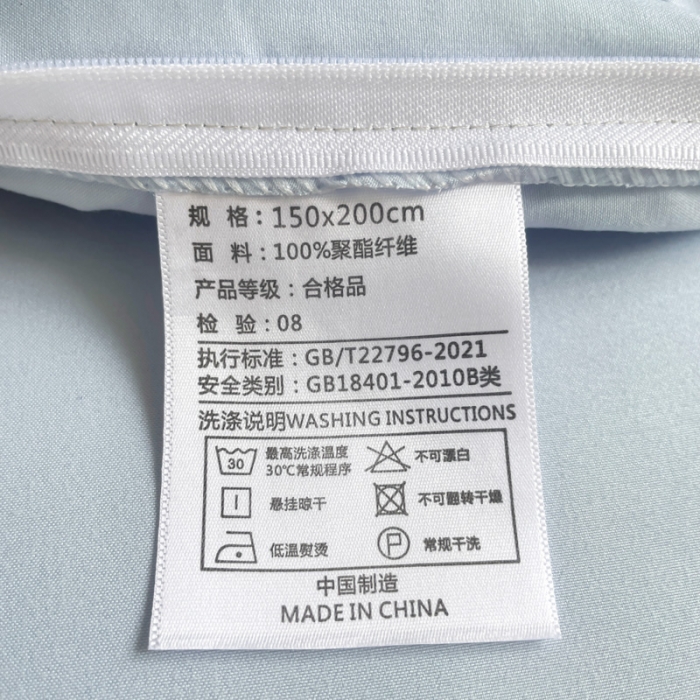 规 格：150x200cm
面 料：100%聚酯纤维
产品等级：合格品
检 验：08
执行标准：GB/T22796-2021
安全类别：GB18401-2010B类
洗涤说明WASHING INSTRUCTIONS
30 最高洗涤温度 30℃常规程序 不可漂白
悬挂晾干 不可翻转干燥
低温熨烫 P 常规干洗
中国制造
MADE IN CHINA